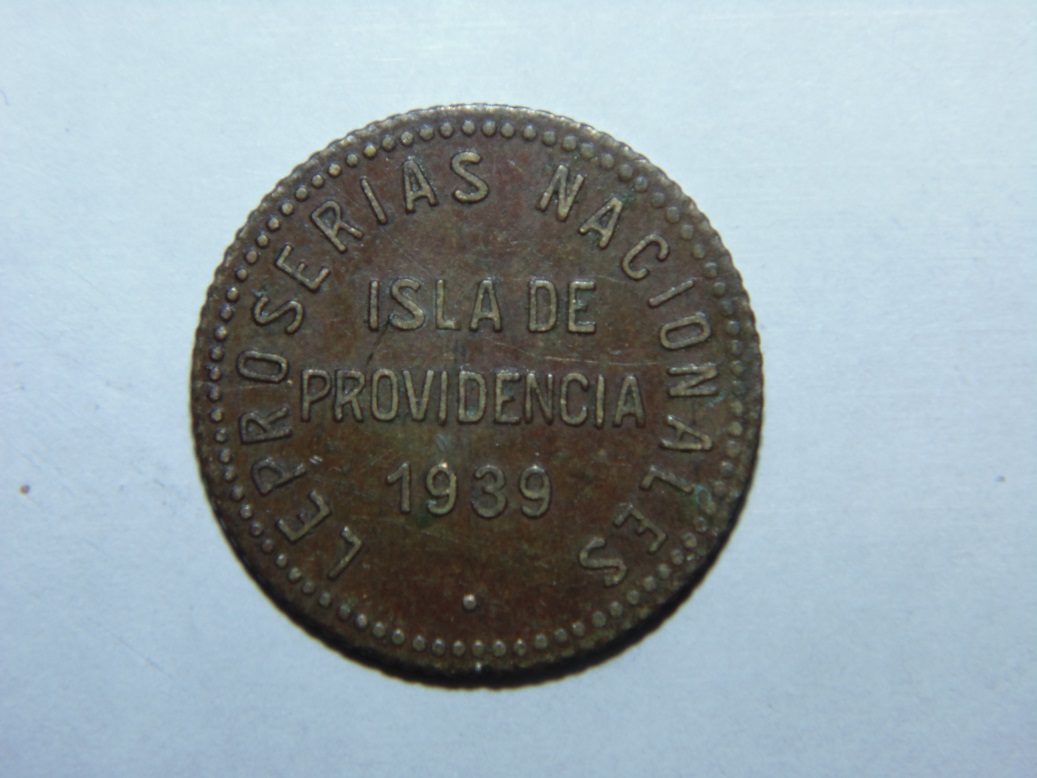 LEPROSERIAS NACIONALES
ISLA DE
PROVIDENCIA
1939